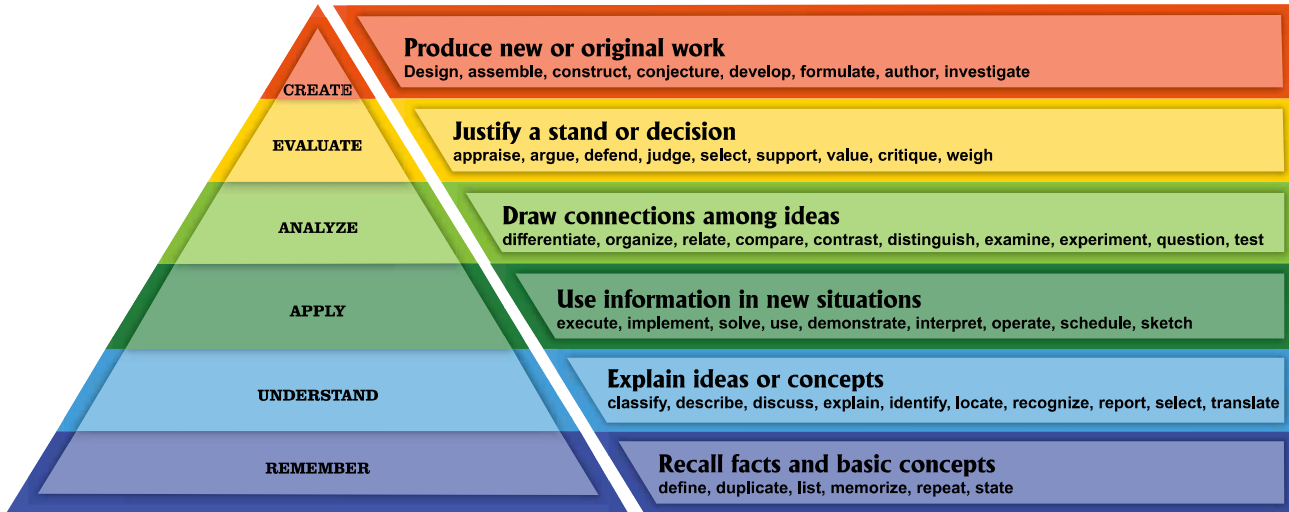 CREATE
Produce new or original work
Design, assemble, construct, conjecture, develop, formulate, author, investigate
EVALUATE
Justify a stand or decision
appraise, argue, defend, judge, select, support, value, critique, weigh
ANALYZE
Draw connections among ideas
differentiate, organize, relate, compare, contrast, distinguish, examine, experiment, question, test
APPLY
Use information in new situations
execute, implement, solve, use, demonstrate, interpret, operate, schedule, sketch
UNDERSTAND
Explain ideas or concepts
classify, describe, discuss, explain, identify, locate, recognize, report, select, translate
REMEMBER
Recall facts and basic concepts
define, duplicate, list, memorize, repeat, state